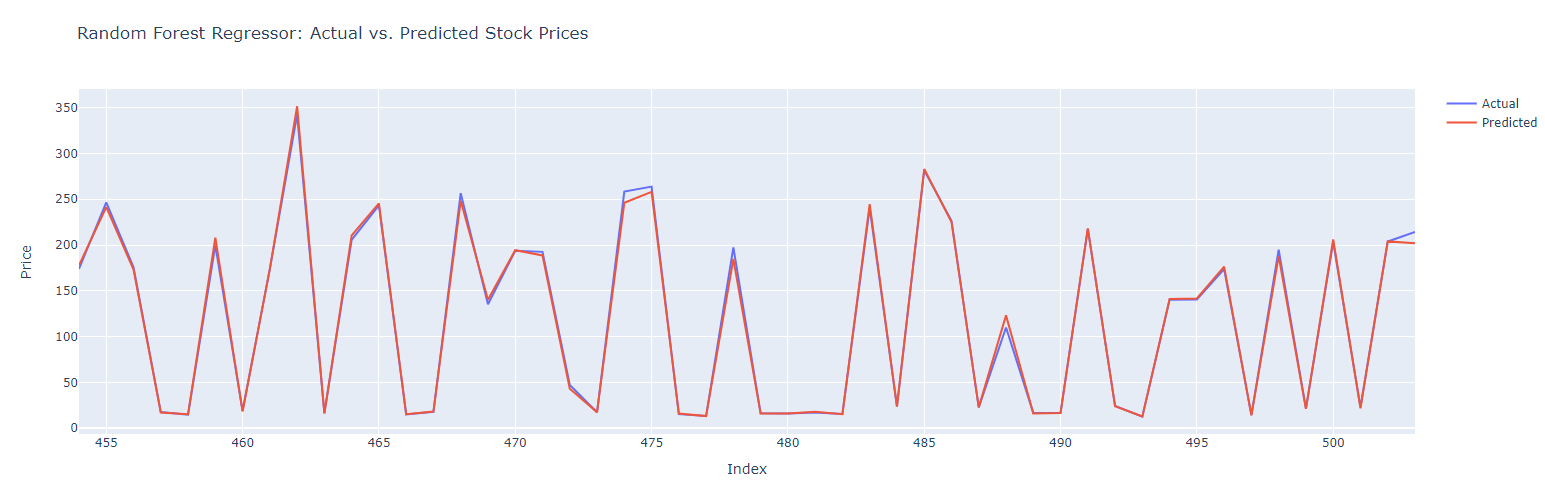 Random Forest Regressor: Actual vs. Predicted Stock Prices
Actual
Predicted
350
300
250
200
150
100
50
0
Price
455 460 465 470 475 480 485 490 495 500
Index